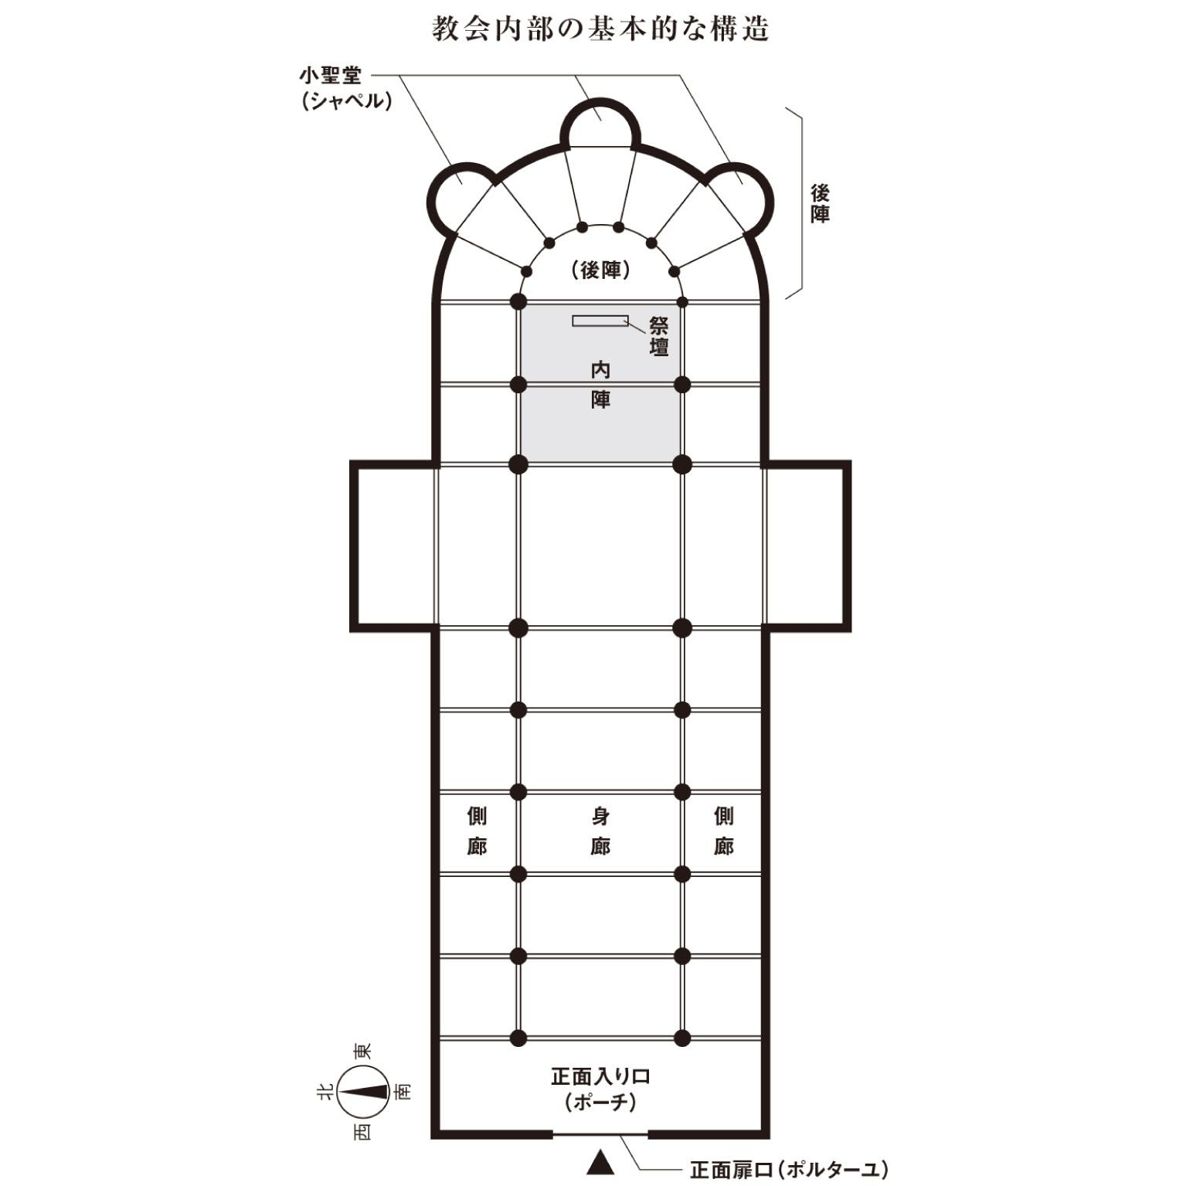 教会内部の基本的な構造
小聖堂
（シャペル）
後陣
（後陣）
祭壇
内陣
側廊
身廊
側廊
東
北
南
西
正面入り口
（ポーチ）
正面扉口（ポルターユ）